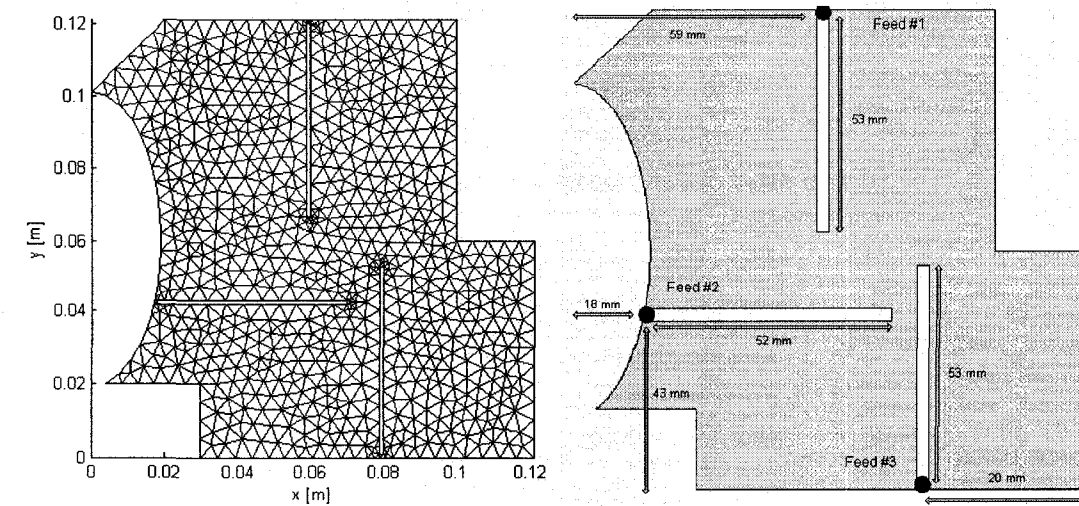 0.12
0.1
0.08
0.06
0.04
0.02
0
y [m]
0 0.02 0.04 0.06 0.08 0.1 0.12
x [m]
Feed #1
59 mm
53 mm
Feed #2
18 mm
52 mm
43 mm
53 mm
Feed #3
20 mm